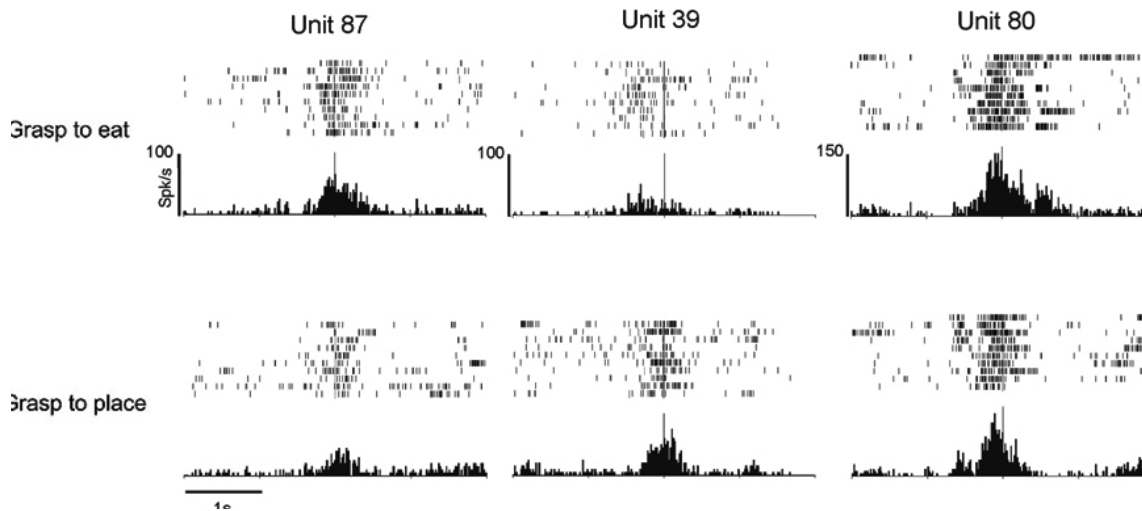 Unit 87 Unit 39 Unit 80
Grasp to eat
100 100 150
Spk/s
Grasp to place
1s